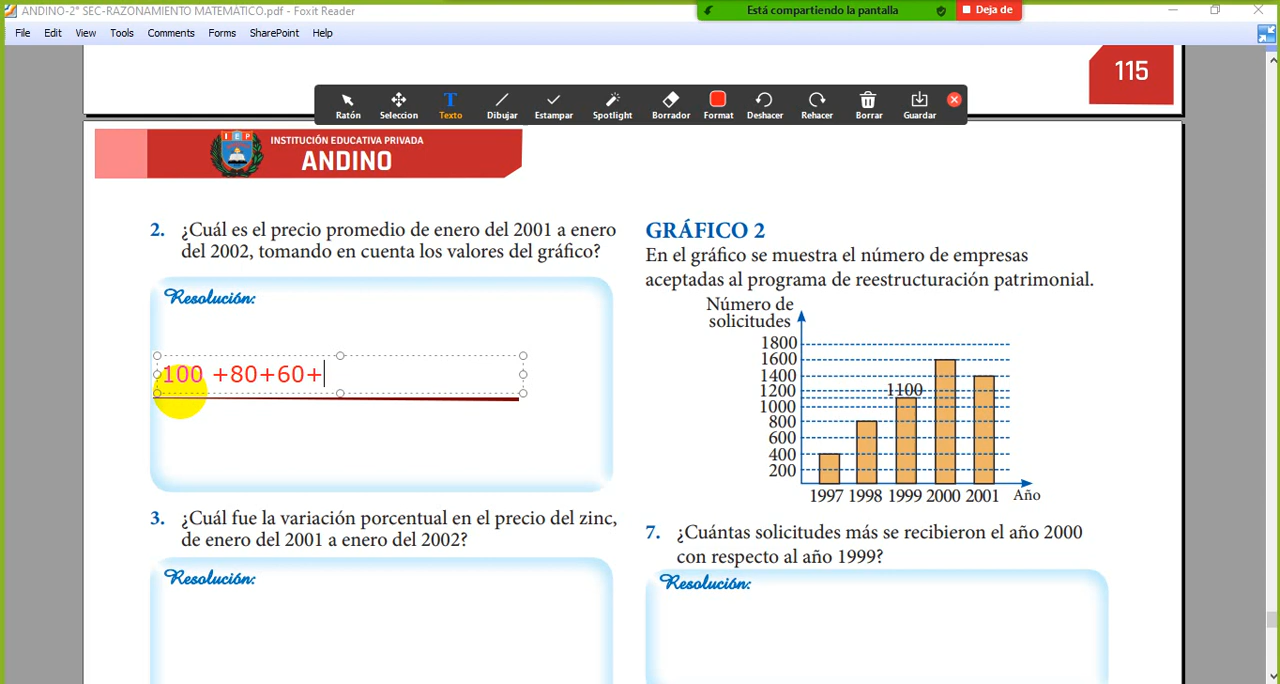 ANDINO-2° SEC-RAZONAMIENTO MATEMATICO.pdf - Foxit Reader
Está compartiendo la pantalla
Deja de
File Edit View Tools Comments Forms SharePoint Help
115
Ratón Seleccion Texto Dibujar Estampar Spotlight Borrador Format Deshacer Rehacer Borrar Guardar
IEP
INSTITUCIÓN EDUCATIVA PRIVADA
ANDINO
2. ¿Cuál es el precio promedio de enero del 2001 a enero
del 2002, tomando en cuenta los valores del gráfico?
Resolución:
100 +80+60+
3. ¿Cuál fue la variación porcentual en el precio del zinc,
de enero del 2001 a enero del 2002?
Resolución:
GRÁFICO 2
En el gráfico se muestra el número de empresas
aceptadas al programa de reestructuración patrimonial.
Número de
solicitudes
1800
1600
1400
1200
1100
1000
800
600
400
200
1997 1998 1999 2000 2001 Año
7. ¿Cuántas solicitudes más se recibieron el año 2000
con respecto al año 1999?
Resolución: